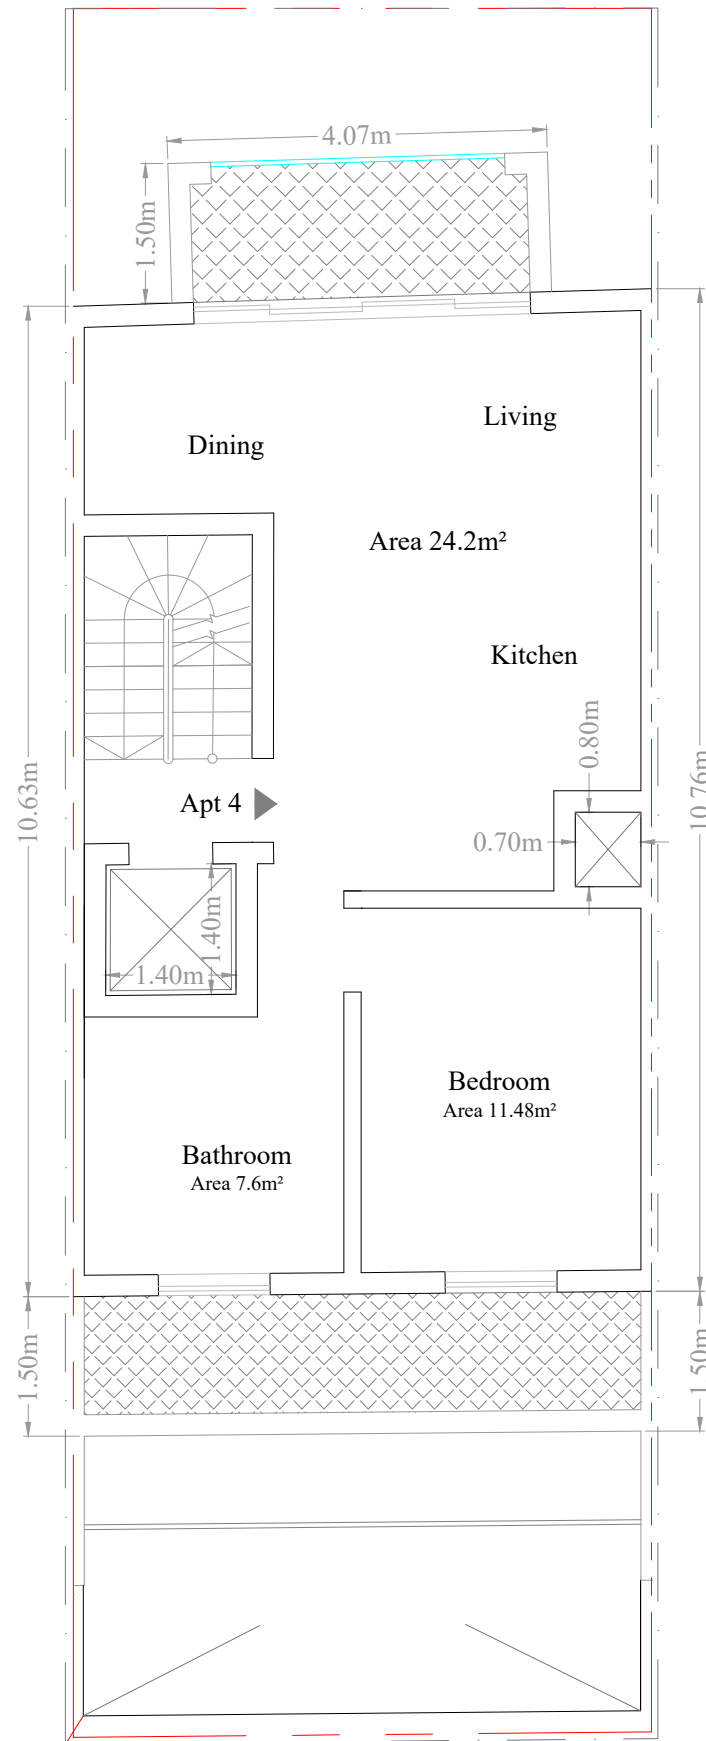 4.07m
1.50m
Living
Dining
Area 24.2m²
Kitchen
0.80m
10.63m
10.76m
Apt 4
0.70m
1.40m
1.40m
Bedroom
Area 11.48m²
Bathroom
Area 7.6m²
1.50m
1.50m